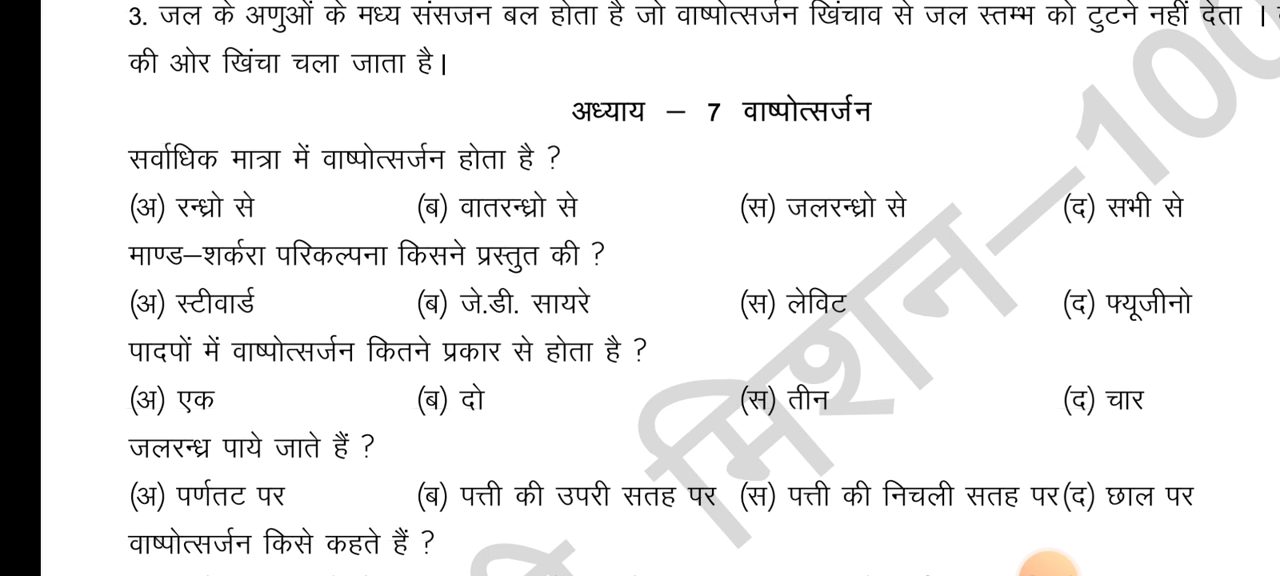 3. जल के अणुओं के मध्य संसजन बल होता है जो वाष्पोत्सर्जन खिंचाव से जल स्तम्भ को टुटने नहीं देता ।
की ओर खिंचा चला जाता है।
अध्याय – 7 वाष्पोत्सर्जन
सर्वाधिक मात्रा में वाष्पोत्सर्जन होता है ?
(अ) रन्ध्रो से (ब) वातरन्ध्रो से (स) जलरन्ध्रो से (द) सभी से
माण्ड–शर्करा परिकल्पना किसने प्रस्तुत की ?
(अ) स्टीवार्ड (ब) जे.डी. सायरे (स) लेविट (द) फ्यूजीनो
पादपों में वाष्पोत्सर्जन कितने प्रकार से होता है ?
(अ) एक (ब) दो (स) तीन (द) चार
जलरन्ध्र पाये जाते हैं ?
(अ) पर्णतट पर (ब) पत्ती की उपरी सतह पर (स) पत्ती की निचली सतह पर(द) छाल पर
वाष्पोत्सर्जन किसे कहते हैं ?
मिशन–100